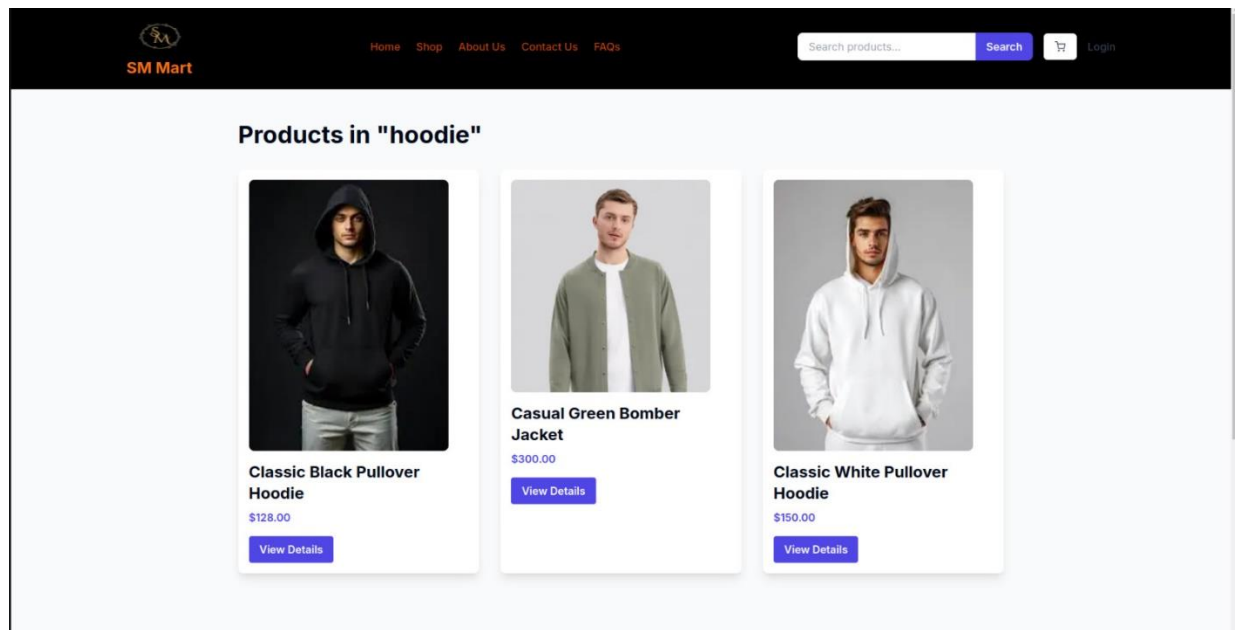 SM
SM Mart
Home Shop About Us Contact Us FAQs
Search products...
Search
Login
Products in "hoodie"
Classic Black Pullover
Hoodie
$128.00
View Details
Casual Green Bomber
Jacket
$300.00
View Details
Classic White Pullover
Hoodie
$150.00
View Details